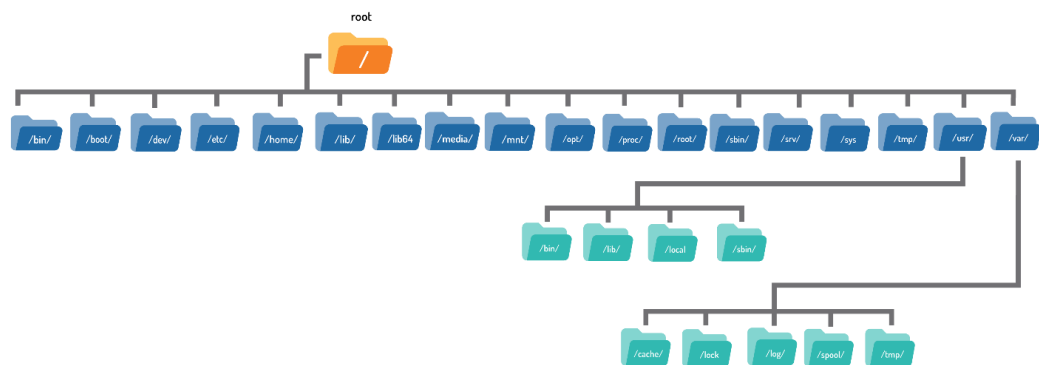 root
/
/bin/
/boot/
/dev/
/etc/
/home/
/lib/
/lib64
/media/
/mnt/
/opt/
/proc/
/root/
/sbin/
/srv/
/sys
/tmp/
/usr/
/var/
/bin/
/lib/
/local
/sbin/
/cache/
/lock
/log/
/spool/
/tmp/